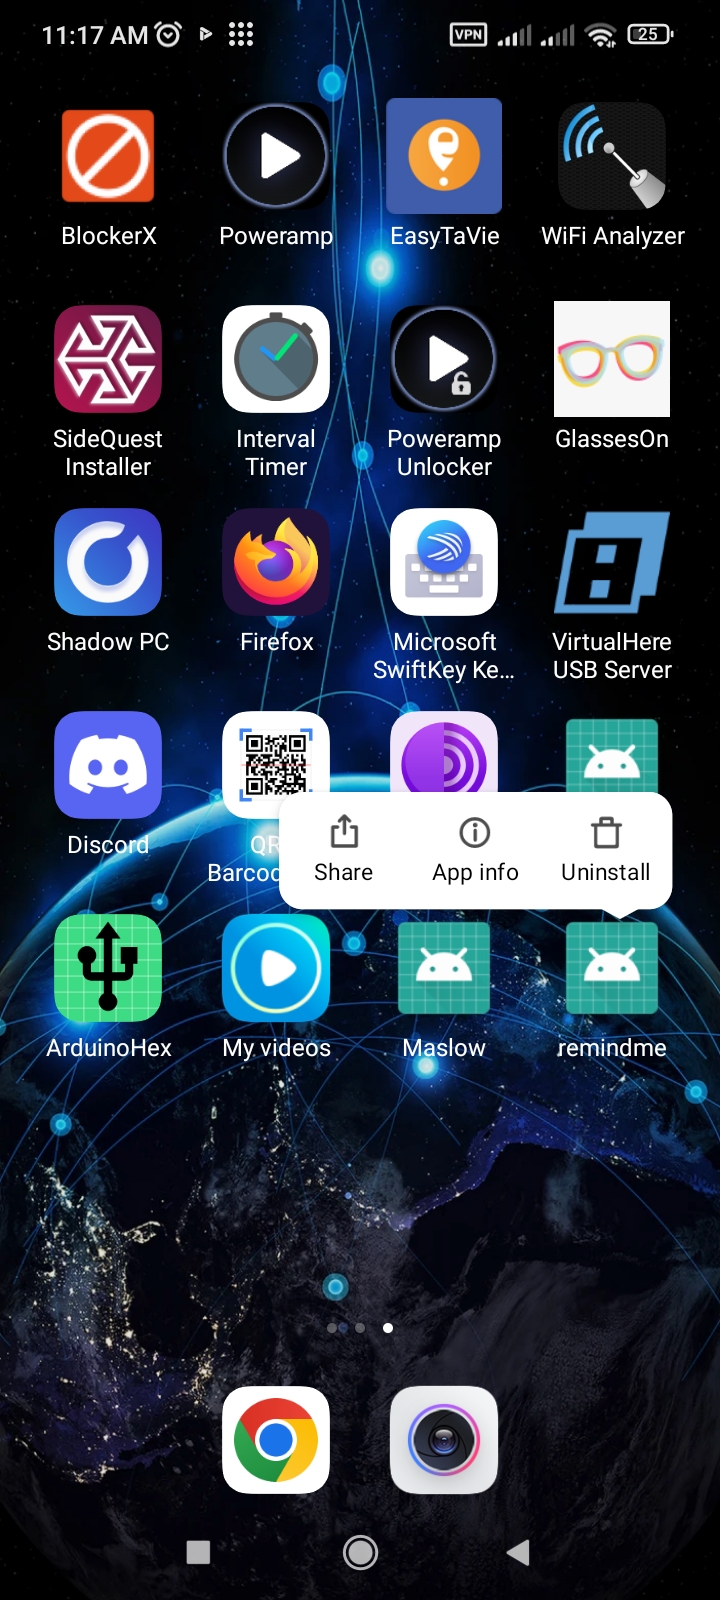 11:17 AM
VPN
25
BlockerX
Poweramp
EasyTaVie
WiFi Analyzer
SideQuest
Installer
Interval
Timer
Poweramp
Unlocker
GlassesOn
Shadow PC
Firefox
Microsoft
SwiftKey Ke...
VirtualHere
USB Server
Discord
QR
Share
App info
Uninstall
ArduinoHex
My videos
Maslow
remindme